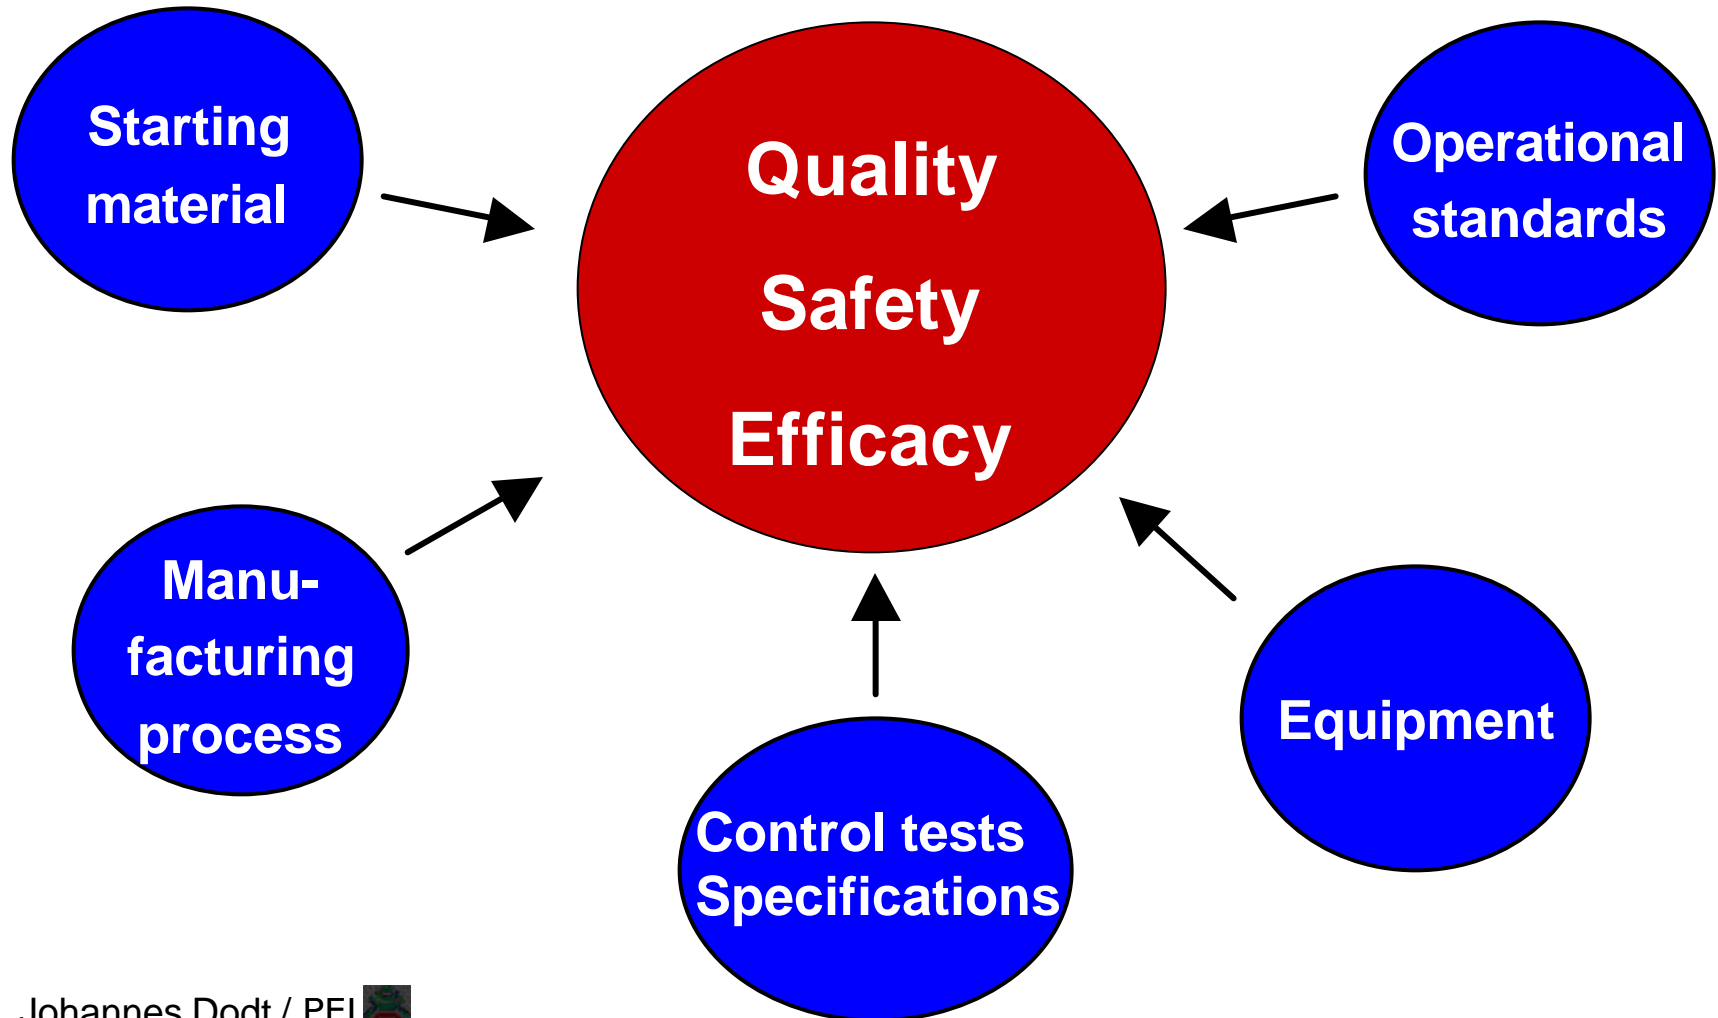 Starting
material
Quality
Safety
Efficacy
Operational
standards
Manu-
facturing
process
Control tests
Specifications
Equipment
Johannes Dodt / PEI